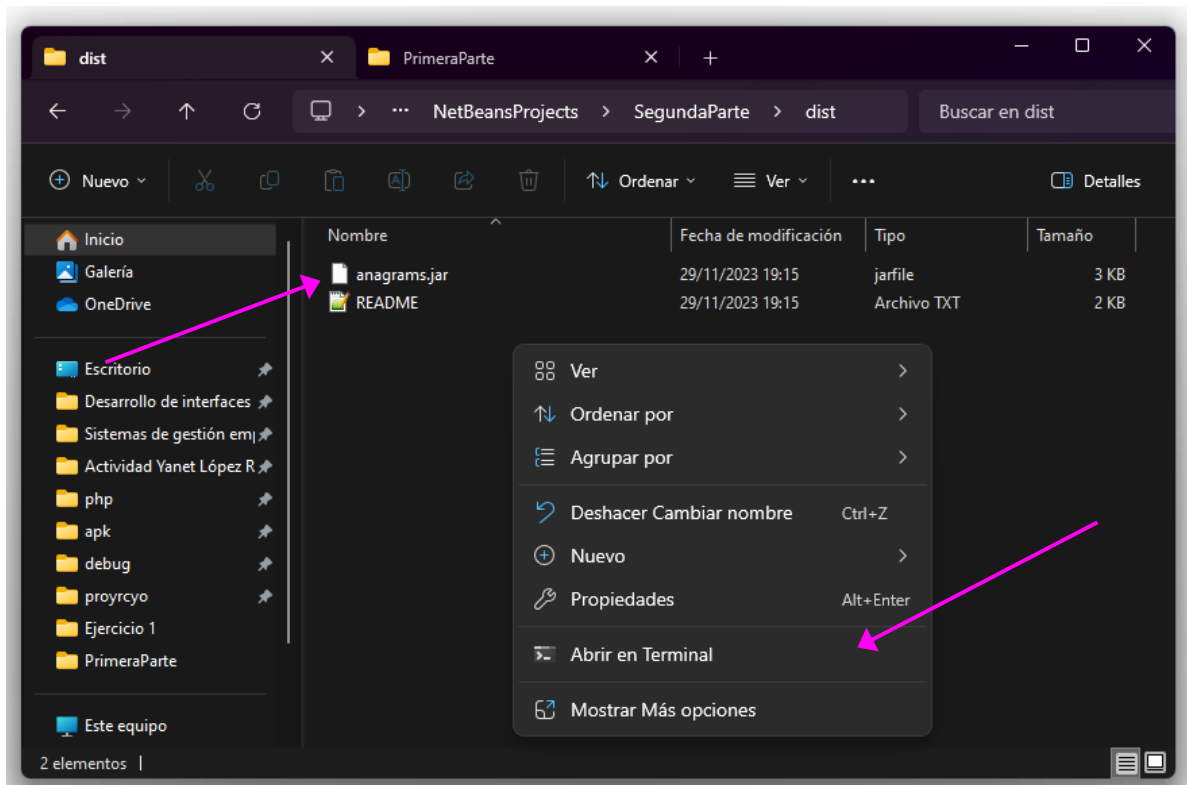 dist
PrimeraParte
NetBeansProjects > SegundaParte > dist
Buscar en dist
Nuevo
Ordenar
Ver
Detalles
Inicio
Galería
OneDrive
Escritorio
Desarrollo de interfaces
Sistemas de gestión em
Actividad Yanet López R
php
apk
debug
proyrcyo
Ejercicio 1
PrimeraParte
Este equipo
Nombre Fecha de modificación Tipo Tamaño
anagrams.jar 29/11/2023 19:15 jarfile 3 KB
README 29/11/2023 19:15 Archivo TXT 2 KB
Ver
Ordenar por
Agrupar por
Deshacer Cambiar nombre Ctrl+Z
Nuevo
Propiedades Alt+Enter
Abrir en Terminal
Mostrar Más opciones
2 elementos